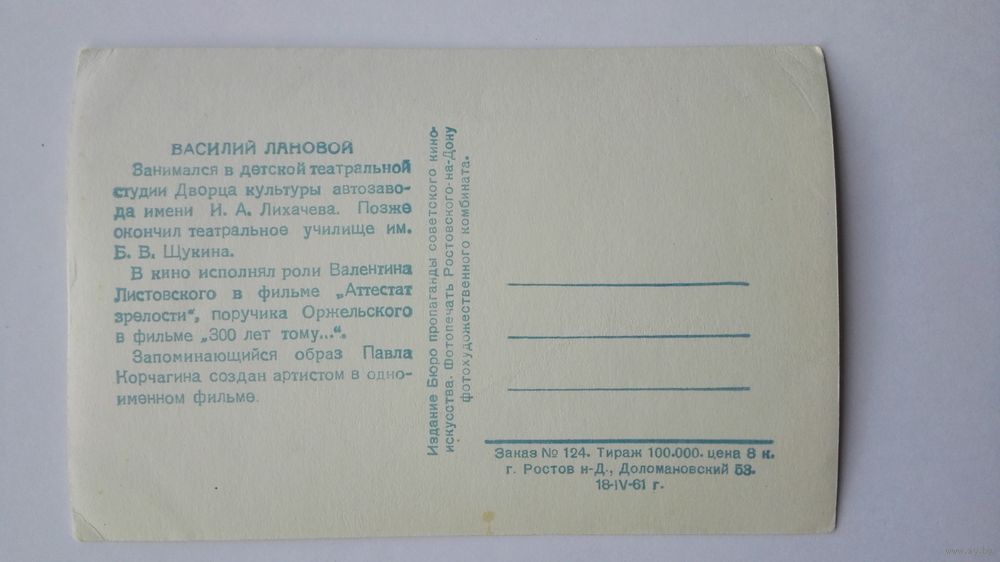 ВАСИЛИЙ ЛАНОВОЙ
Занимался в детской театральной
студии Дворца культуры автозаво-
да имени И. А. Лихачева. Позже
окончил театральное училище им.
Б. В. Щукина.
В кино исполнял роли Валентина
Листовского в фильме „Аттестат
зрелости“, поручика Оржельского
в фильме „300 лет тому...“.
Запоминающийся образ Павла
Корчагина создан артистом в одно-
именном фильме.
Издание Бюро пропаганды советского кино-
искусства. Фотопечать Ростовского-на-Дону
фотохудожественного комбината.
Заказ № 124. Тираж 100.000. цена 8 к.
г. Ростов н-Д., Доломановский 53.
18-IV-61 г.
www.ay.by